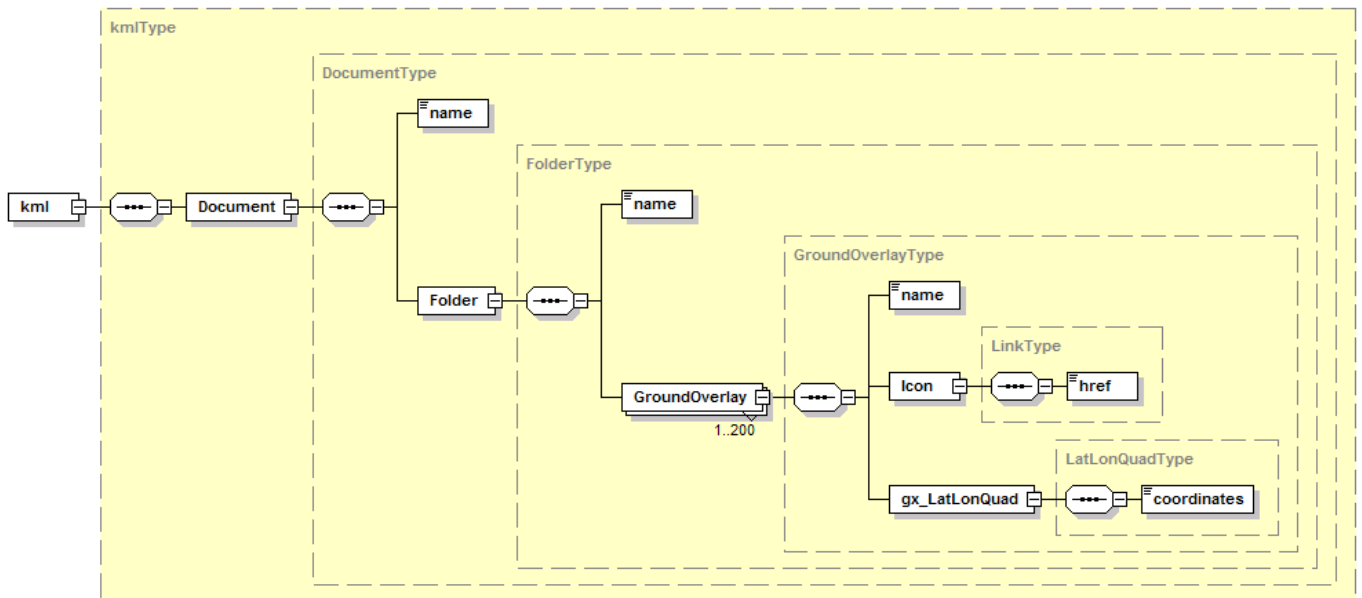 kmlType
DocumentType
name
FolderType
kml
Document
name
GroundOverlayType
Folder
name
LinkType
GroundOverlay
Icon
href
1..200
LatLonQuadType
gx_LatLonQuad
coordinates